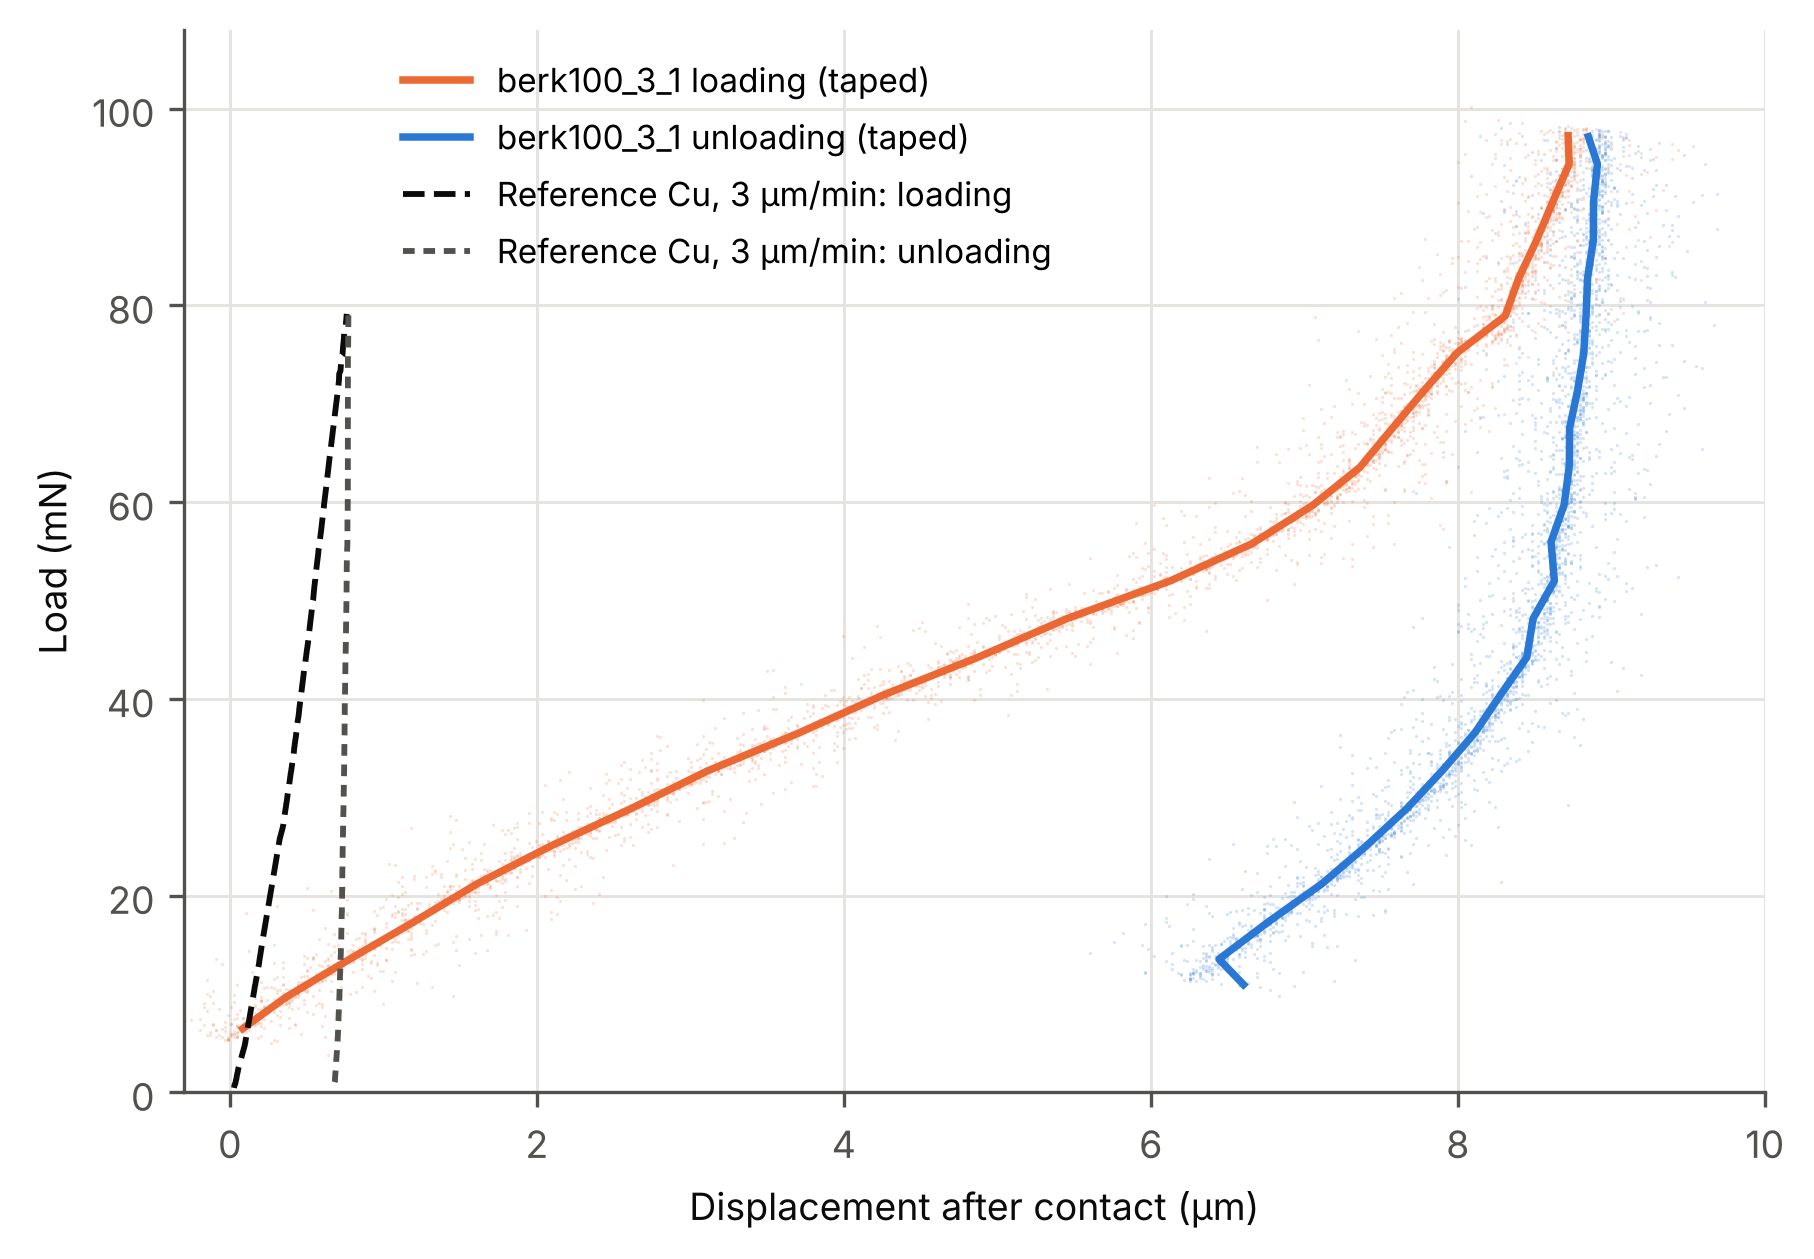 berk100_3_1 loading (taped)
berk100_3_1 unloading (taped)
Reference Cu, 3 µm/min: loading
Reference Cu, 3 µm/min: unloading
100
80
60
40
20
0
Load (mN)
0 2 4 6 8 10
Displacement after contact (µm)